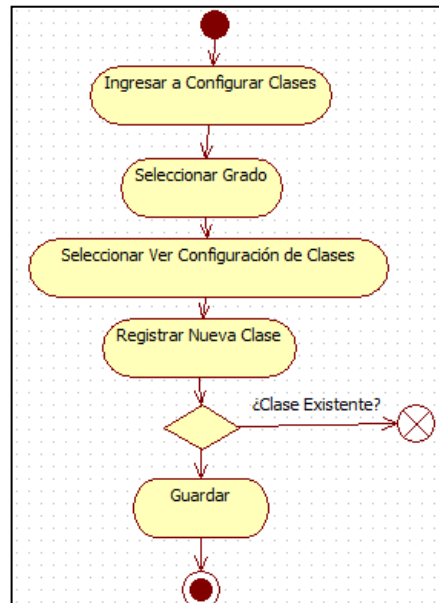 Ingresar a Configurar Clases
Seleccionar Grado
Seleccionar Ver Configuración de Clases
Registrar Nueva Clase
¿Clase Existente?
Guardar